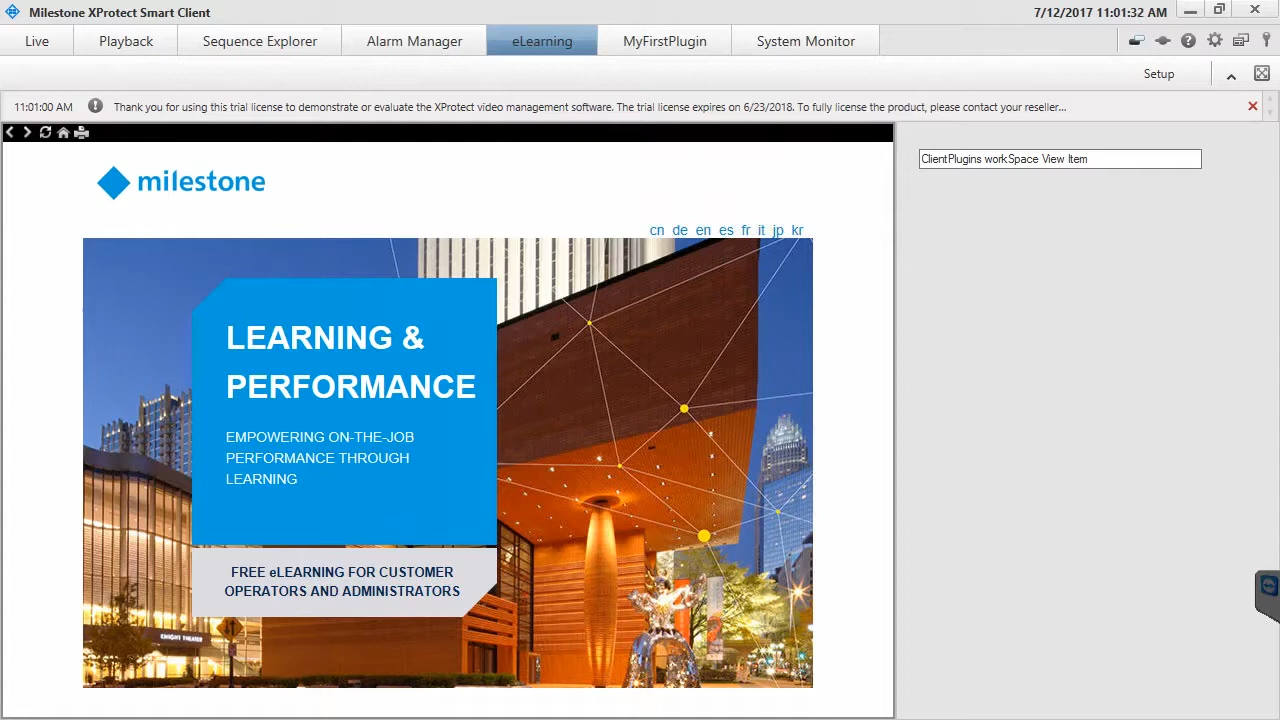 Milestone XProtect Smart Client
7/12/2017 11:01:32 AM
Live
Playback
Sequence Explorer
Alarm Manager
eLearning
MyFirstPlugin
System Monitor
Setup
11:01:00 AM
Thank you for using this trial license to demonstrate or evaluate the XProtect video management software. The trial license expires on 6/23/2018. To fully license the product, please contact your reseller...
ClientPlugins workSpace View Item
milestone
cn de en es fr it jp kr
LEARNING &
PERFORMANCE
EMPOWERING ON-THE-JOB
PERFORMANCE THROUGH
LEARNING
FREE eLEARNING FOR CUSTOMER
OPERATORS AND ADMINISTRATORS
KNIGHT THEATER